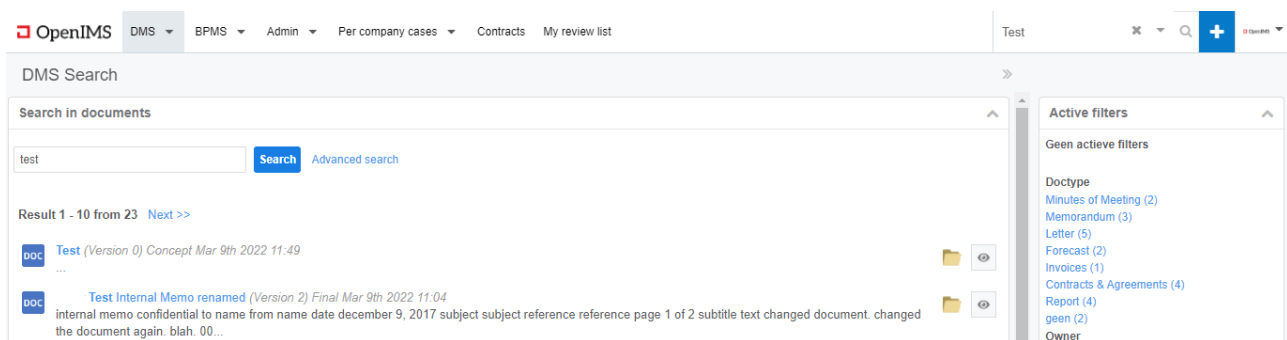 OpenIMS DMS BPMS Admin Per company cases Contracts My review list Test OpenIMS
DMS Search
Search in documents
Active filters
test Search Advanced search
Geen actieve filters
Doctype
Minutes of Meeting (2)
Memorandum (3)
Letter (5)
Forecast (2)
Invoices (1)
Contracts & Agreements (4)
Report (4)
geen (2)
Owner
Result 1 - 10 from 23 Next >>
DOC Test (Version 0) Concept Mar 9th 2022 11:49
...
DOC Test Internal Memo renamed (Version 2) Final Mar 9th 2022 11:04
internal memo confidential to name from name date december 9, 2017 subject subject reference reference page 1 of 2 subtitle text changed document. changed
the document again. blah. 00...